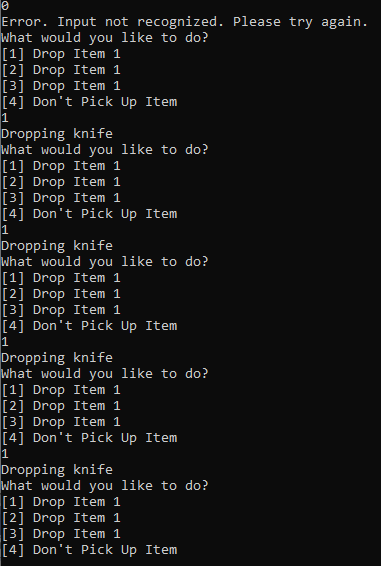 0
Error. Input not recognized. Please try again.
What would you like to do?
[1] Drop Item 1
[2] Drop Item 1
[3] Drop Item 1
[4] Don't Pick Up Item
1
Dropping knife
What would you like to do?
[1] Drop Item 1
[2] Drop Item 1
[3] Drop Item 1
[4] Don't Pick Up Item
1
Dropping knife
What would you like to do?
[1] Drop Item 1
[2] Drop Item 1
[3] Drop Item 1
[4] Don't Pick Up Item
1
Dropping knife
What would you like to do?
[1] Drop Item 1
[2] Drop Item 1
[3] Drop Item 1
[4] Don't Pick Up Item
1
Dropping knife
What would you like to do?
[1] Drop Item 1
[2] Drop Item 1
[3] Drop Item 1
[4] Don't Pick Up Item